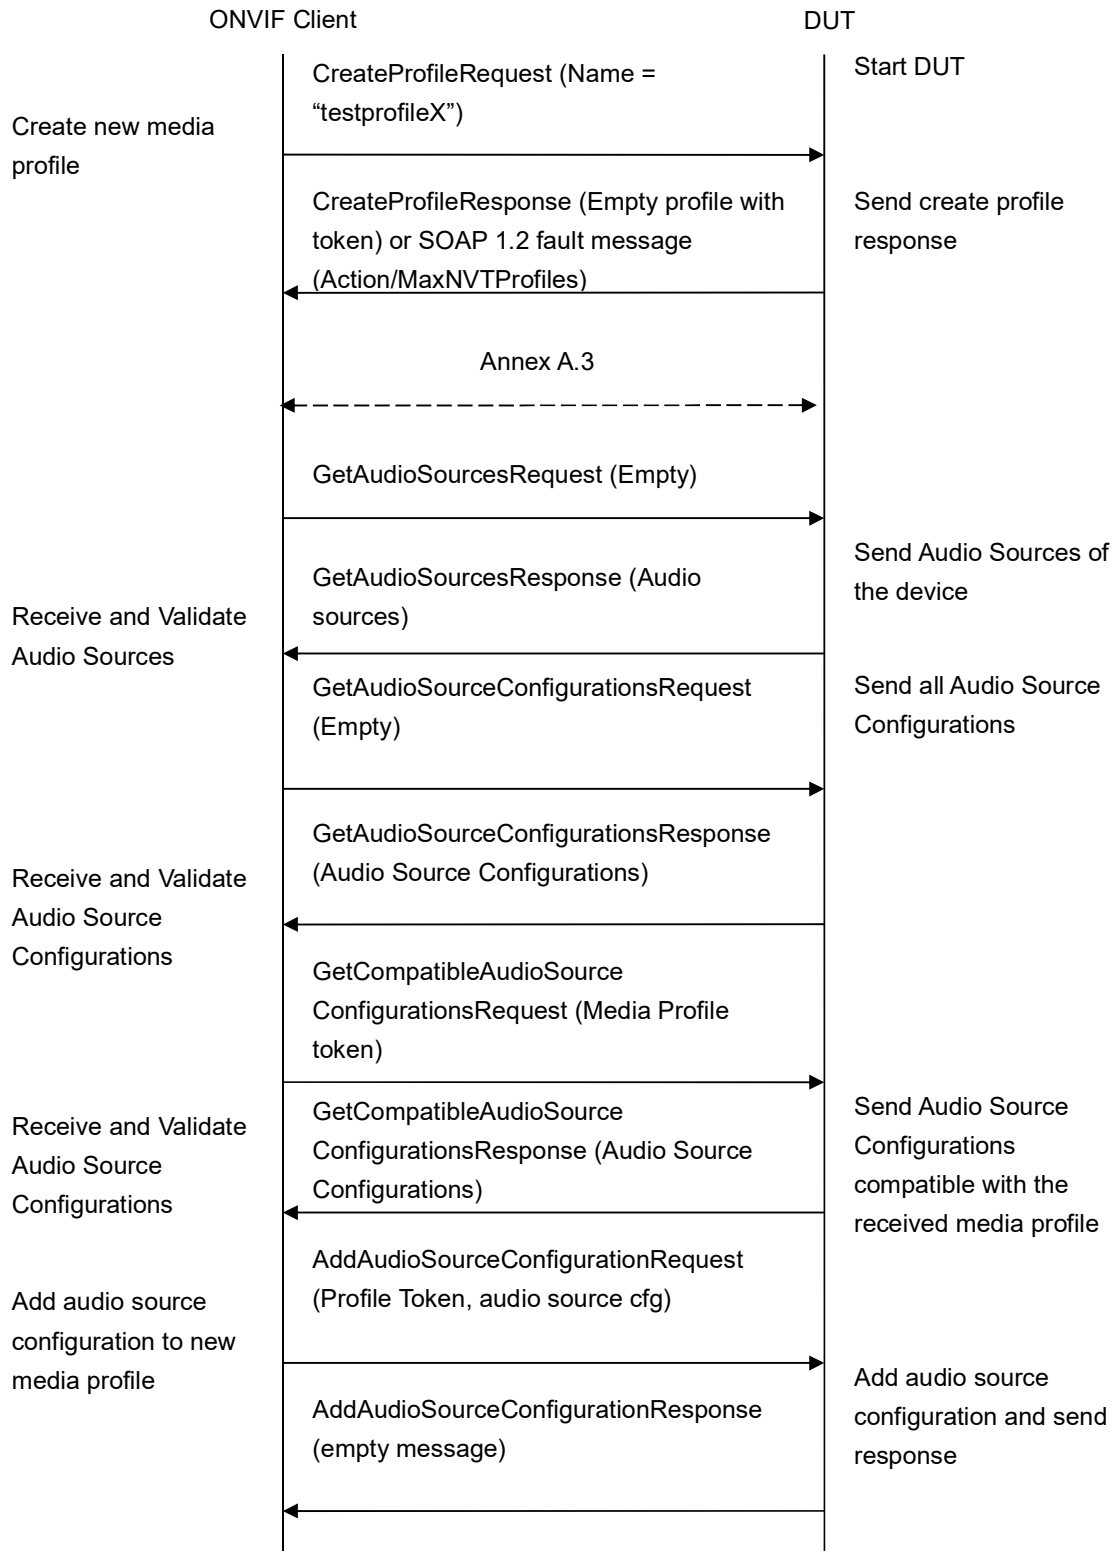 ONVIF Client
DUT
Start DUT
CreateProfileRequest (Name =
“testprofileX”)
Create new media
profile
CreateProfileResponse (Empty profile with
token) or SOAP 1.2 fault message
(Action/MaxNVTProfiles)
Send create profile
response
Annex A.3
GetAudioSourcesRequest (Empty)
Send Audio Sources of
the device
GetAudioSourcesResponse (Audio
sources)
Receive and Validate
Audio Sources
GetAudioSourceConfigurationsRequest
(Empty)
Send all Audio Source
Configurations
GetAudioSourceConfigurationsResponse
(Audio Source Configurations)
Receive and Validate
Audio Source
Configurations
GetCompatibleAudioSource
ConfigurationsRequest (Media Profile
token)
GetCompatibleAudioSource
ConfigurationsResponse (Audio Source
Configurations)
Receive and Validate
Audio Source
Configurations
Send Audio Source
Configurations
compatible with the
received media profile
AddAudioSourceConfigurationRequest
(Profile Token, audio source cfg)
Add audio source
configuration to new
media profile
AddAudioSourceConfigurationResponse
(empty message)
Add audio source
configuration and send
response